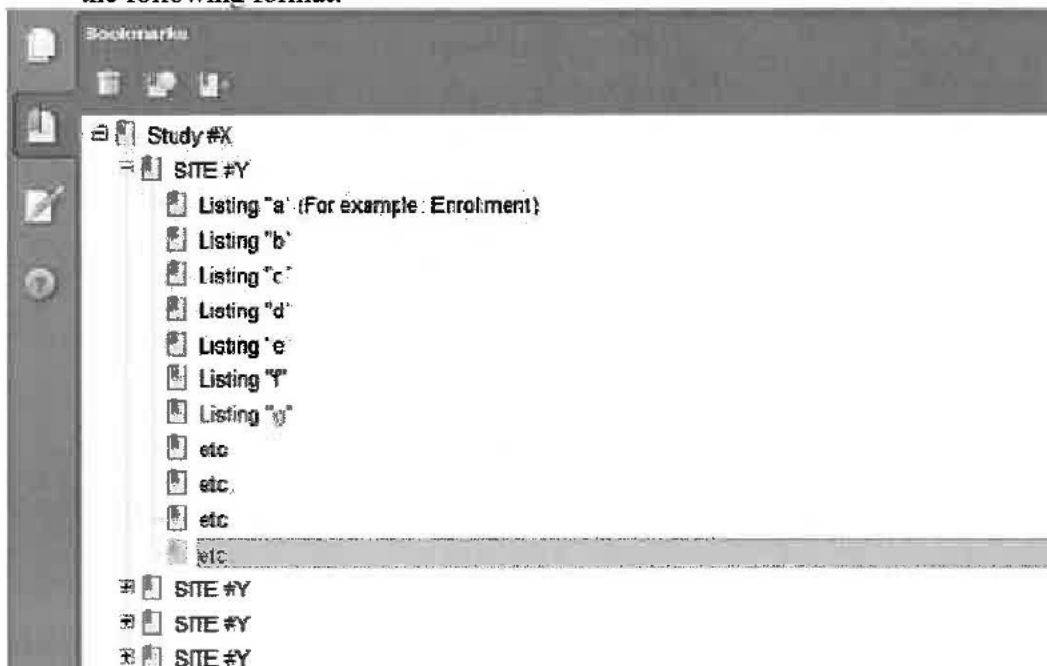 the following format:
Bookmarks
Study #X
SITE #Y
Listing "a" (For example: Enrollment)
Listing "b"
Listing "c"
Listing "d"
Listing "e"
Listing "f"
Listing "g"
etc
etc.
etc
etc.
SITE #Y
SITE #Y
SITE #Y